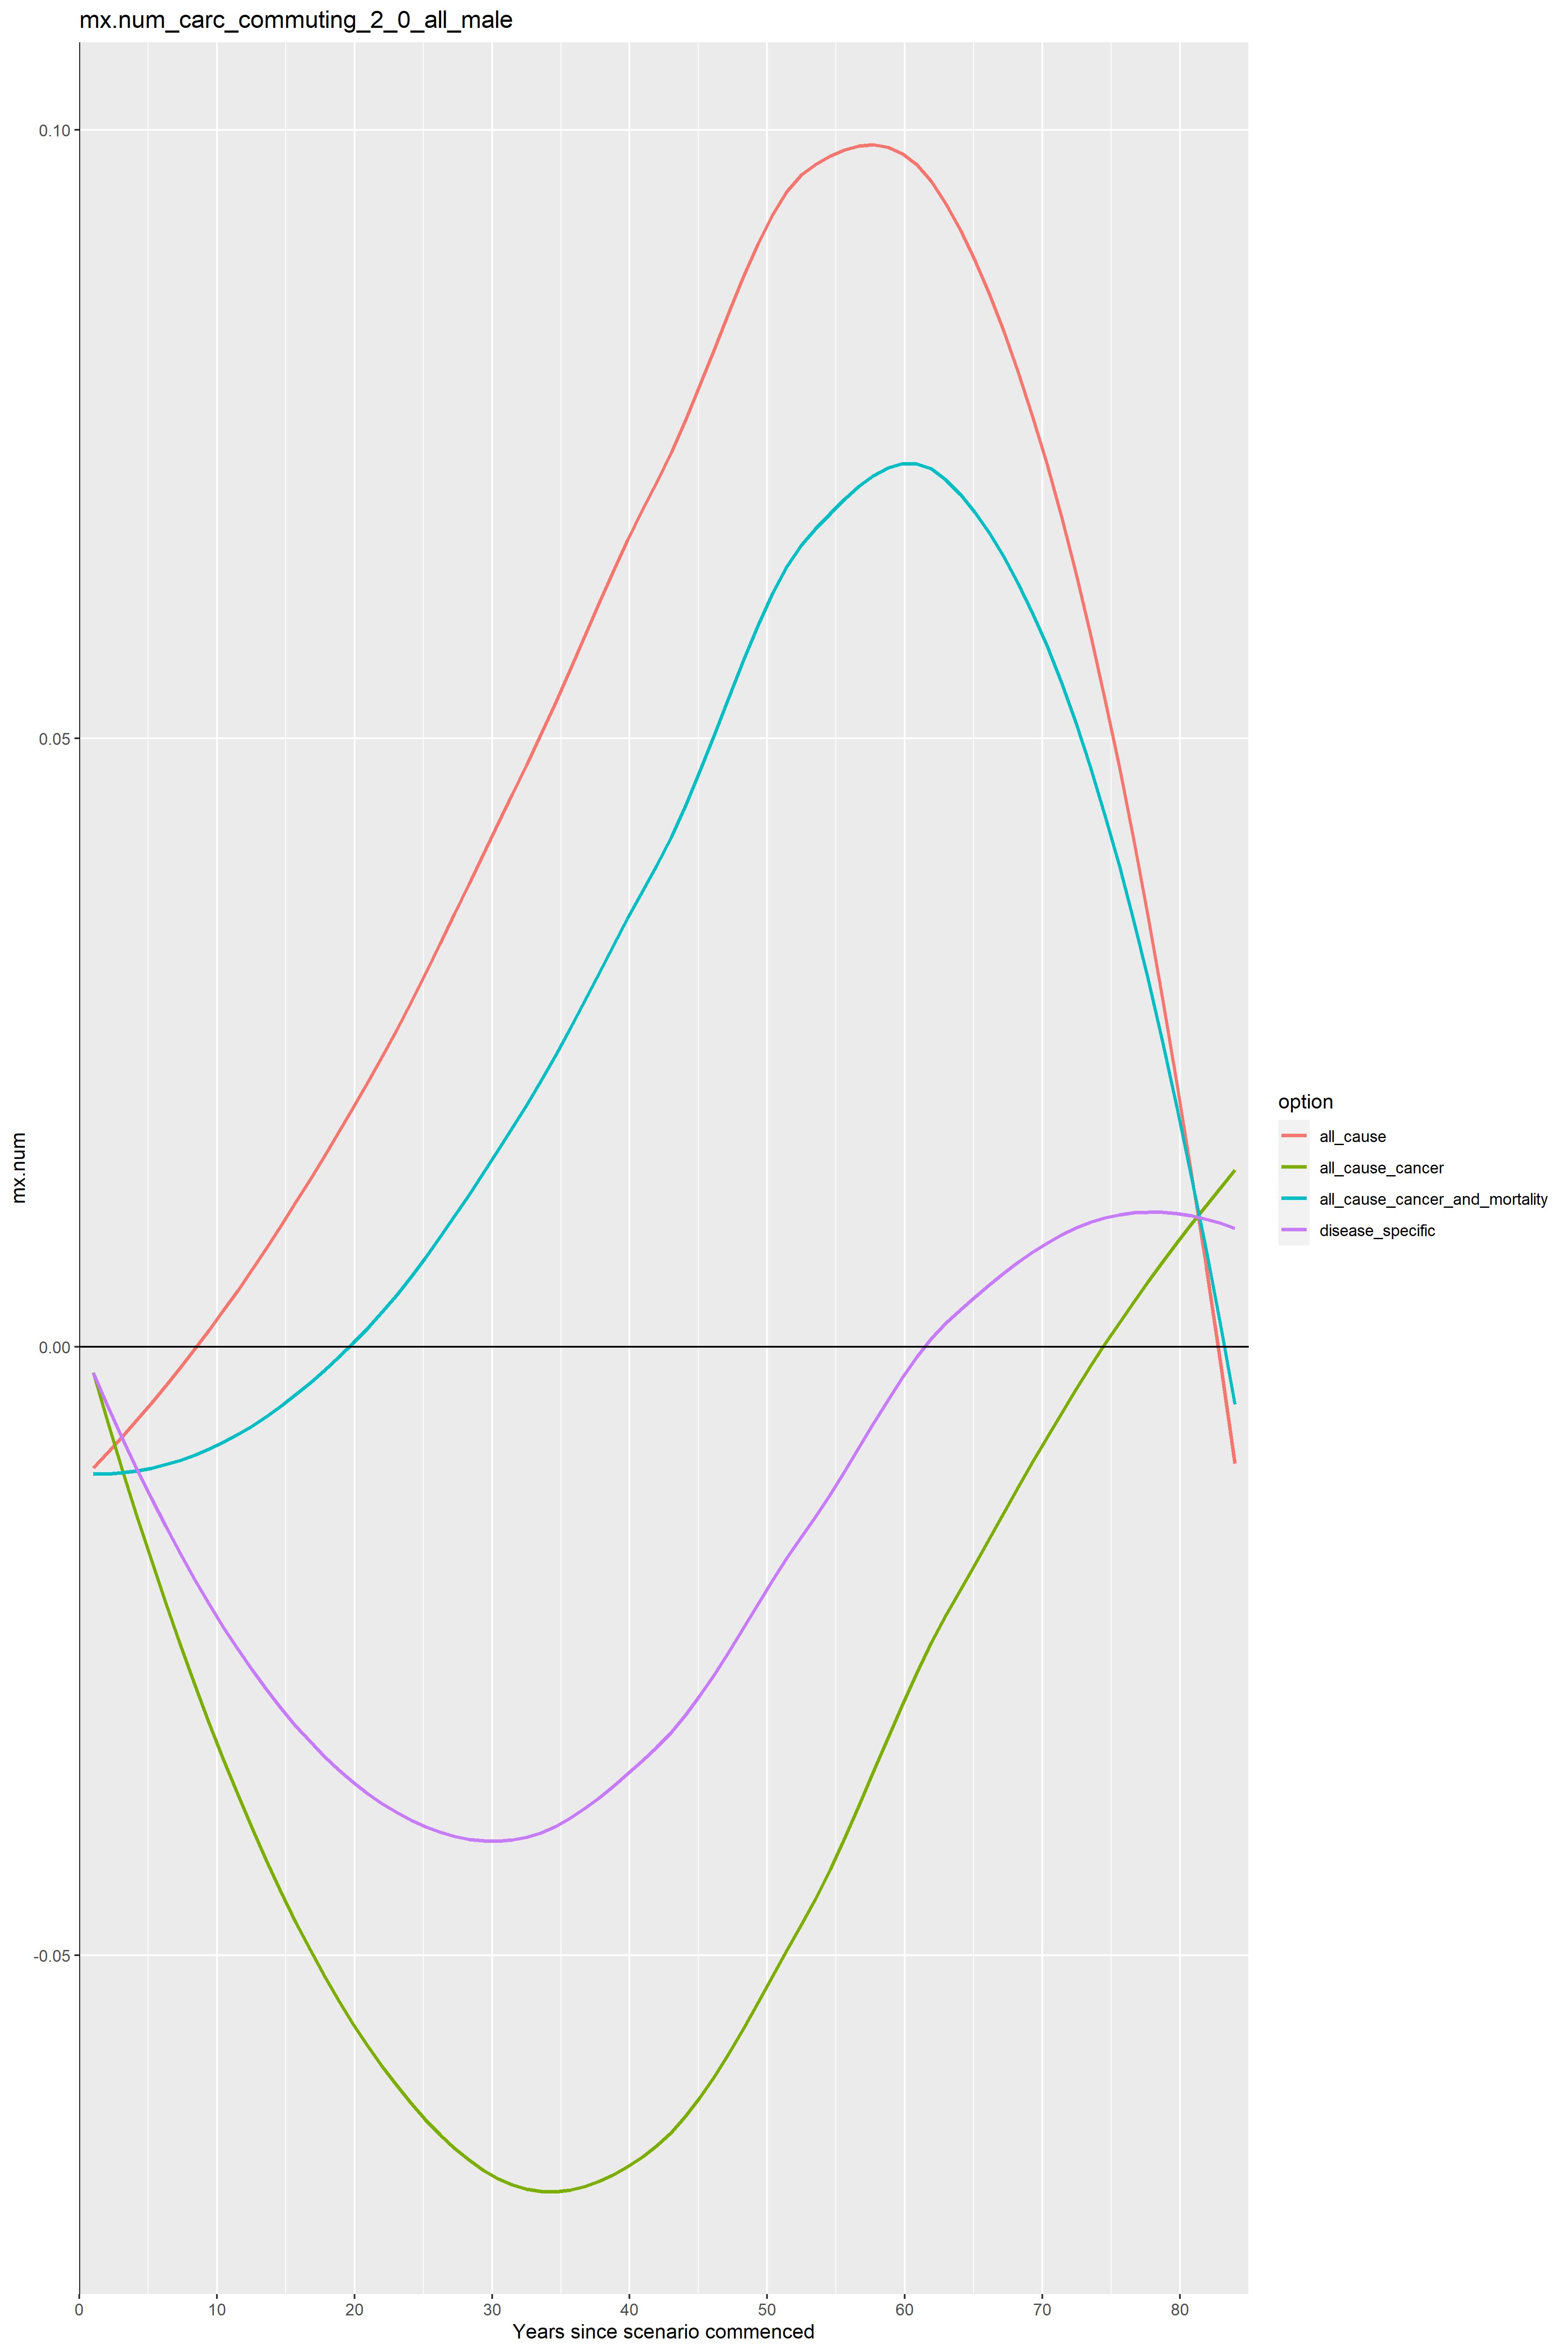 mx.num_carc_commuting_2_0_all_male
mx.num
0.10
0.05
0.00
-0.05
0 10 20 30 40 50 60 70 80
Years since scenario commenced
option
all_cause
all_cause_cancer
all_cause_cancer_and_mortality
disease_specific